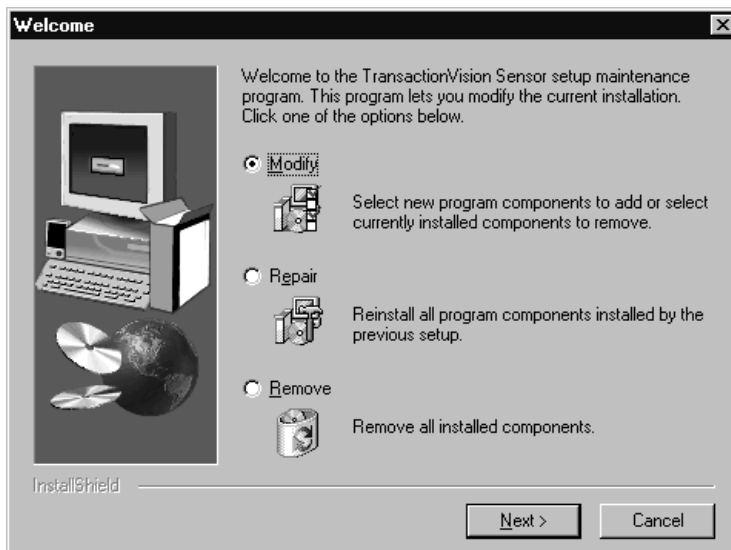 Welcome
Welcome to the TransactionVision Sensor setup maintenance
program. This program lets you modify the current installation.
Click one of the options below.
Modify
Select new program components to add or select
currently installed components to remove.
Repair
Reinstall all program components installed by the
previous setup.
Remove
Remove all installed components.
InstallShield
Next >
Cancel